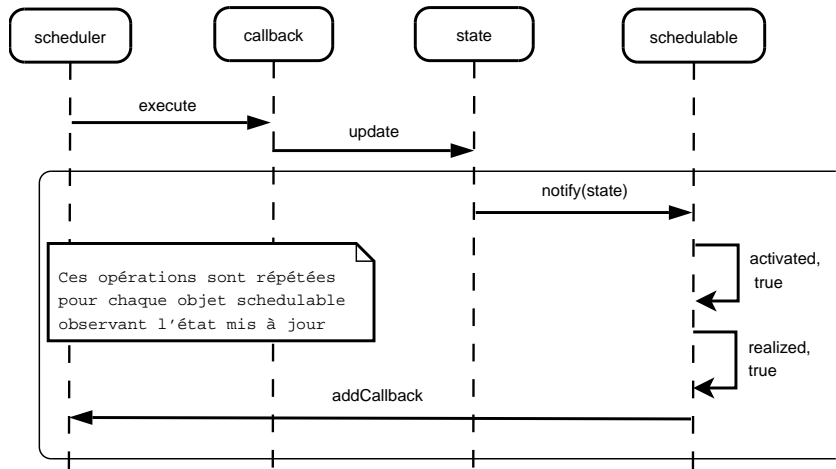 scheduler
callback
state
schedulable
execute
update
notify(state)
activated,
true
Ces opérations sont répétées
pour chaque objet schedulable
observant l'état mis à jour
realized,
true
addCallback